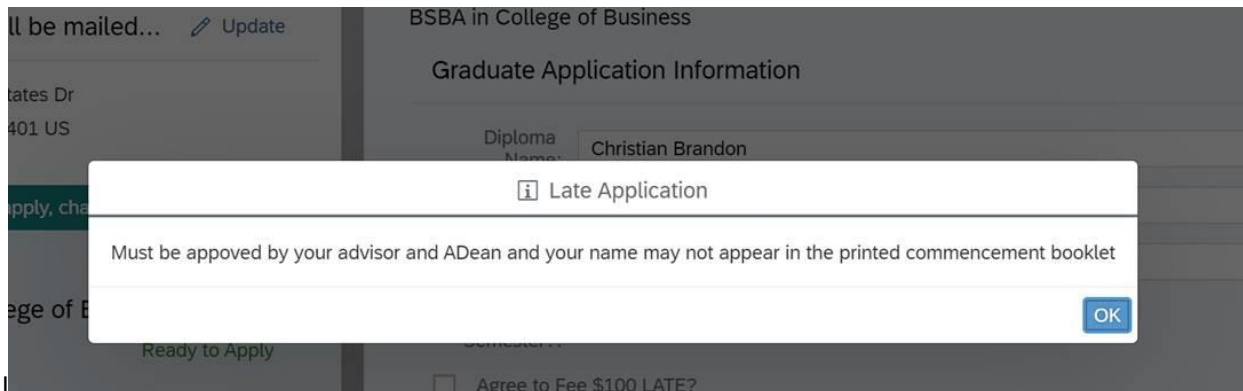 ll be mailed... Update
BSBA in College of Business
Graduate Application Information
tates Dr
401 US
Diploma
Name:
Christian Brandon
apply, cha
Late Application
Must be appoved by your advisor and ADean and your name may not appear in the printed commencement booklet
OK
ege of B
Ready to Apply
Semester
Agree to Fee $100 LATE?